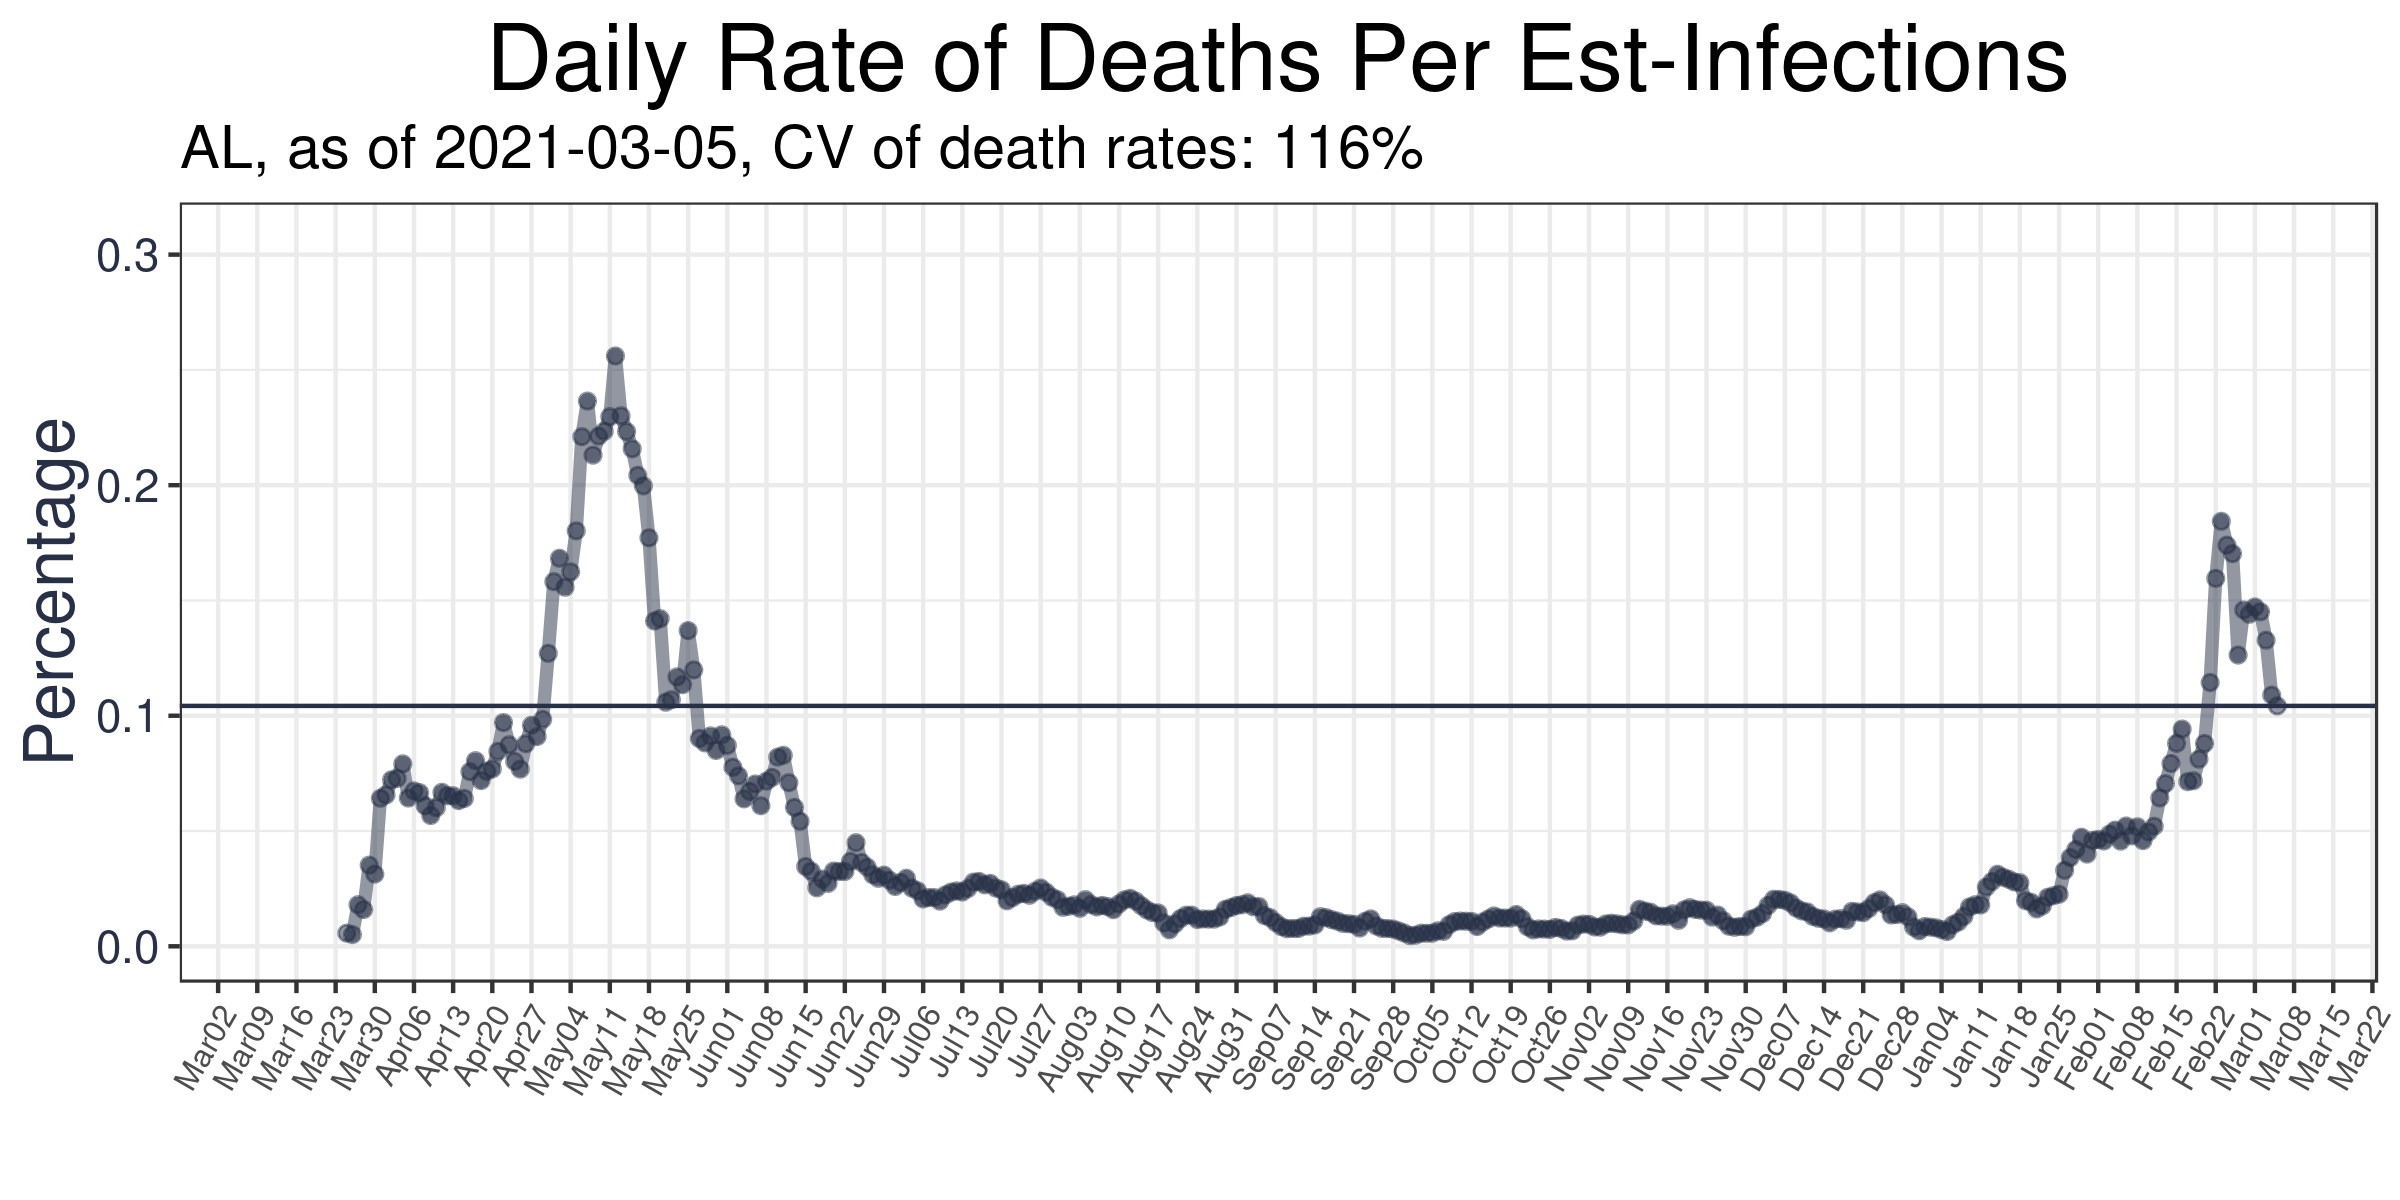 Daily Rate of Deaths Per Est-Infections
AL, as of 2021-03-05, CV of death rates: 116%
Percentage
0.3
0.2
0.1
0.0
Mar02
Mar09
Mar16
Mar23
Mar30
Apr06
Apr13
Apr20
Apr27
May04
May11
May18
May25
Jun01
Jun08
Jun15
Jun22
Jun29
Jul06
Jul13
Jul20
Jul27
Aug03
Aug10
Aug17
Aug24
Aug31
Sep07
Sep14
Sep21
Sep28
Oct05
Oct12
Oct19
Oct26
Nov02
Nov09
Nov16
Nov23
Nov30
Dec07
Dec14
Dec21
Dec28
Jan04
Jan11
Jan18
Jan25
Feb01
Feb08
Feb15
Feb22
Mar01
Mar08
Mar15
Mar22